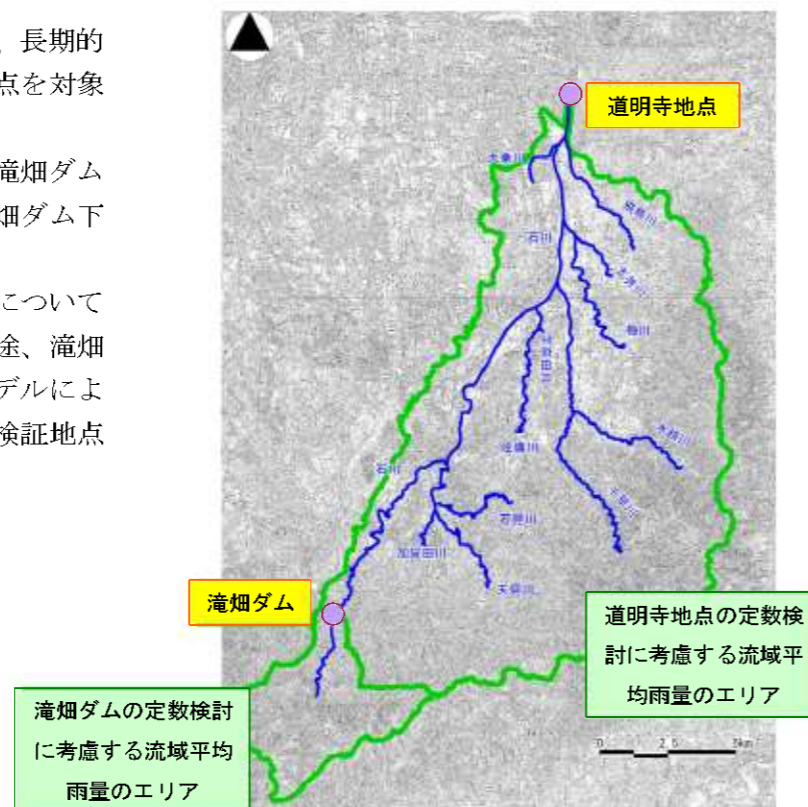 長期的
点を対象
滝畑ダム
畑ダム下
について
途、滝畑
デルによ
検証地点
道明寺地点
石川
梅川
水越川
千早川
佐備川
石川
石見川
加賀田川
天見川
滝畑ダム
道明寺地点の定数検
討に考慮する流域平
均雨量のエリア
滝畑ダムの定数検討
に考慮する流域平均
雨量のエリア
0 2.5 5km